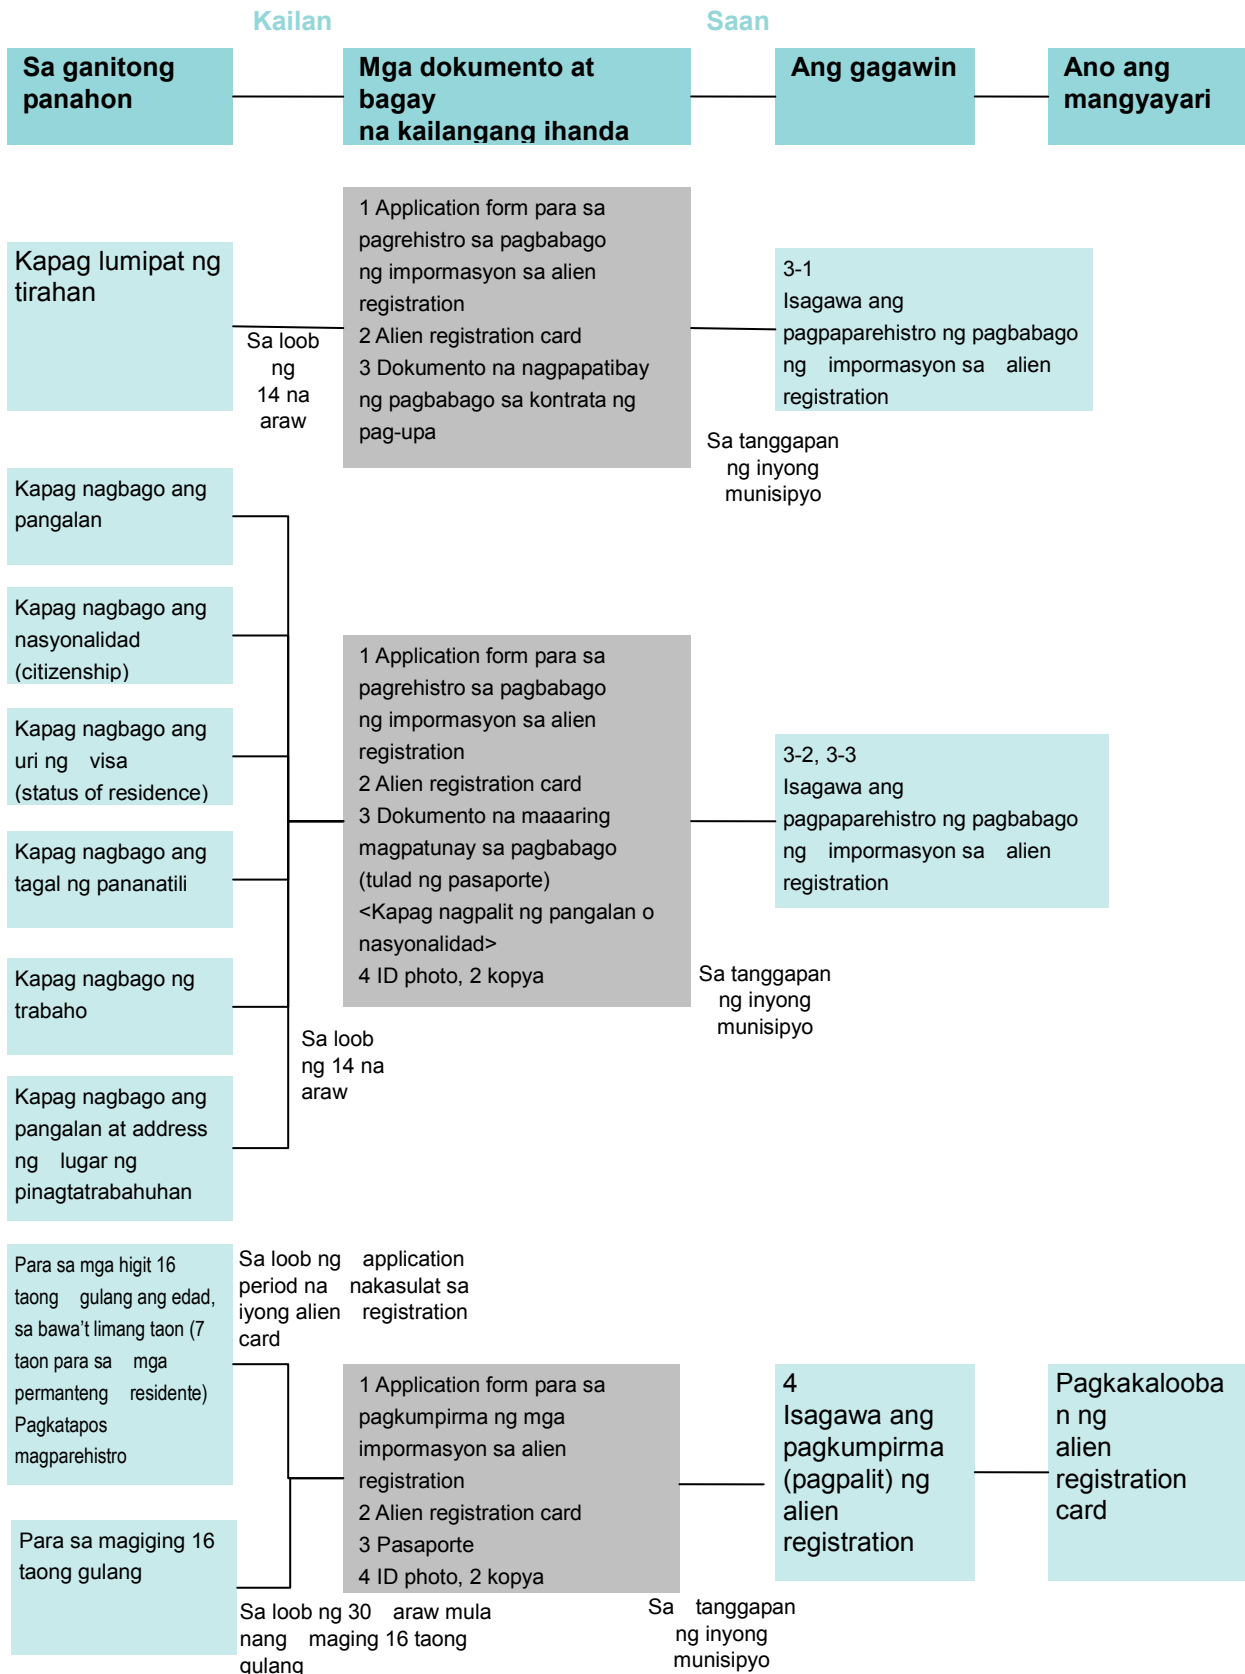 Kailan
Saan
Sa ganitong
panahon
Mga dokumento at
bagay
na kailangang ihanda
Ang gagawin
Ano ang
mangyayari
Kapag lumipat ng
tirahan
Sa loob
ng
14 na
araw
1 Application form para sa
pagrehistro sa pagbabago
ng impormasyon sa alien
registration
2 Alien registration card
3 Dokumento na nagpapatibay
ng pagbabago sa kontrata ng
pag-upa
Sa tanggapan
ng inyong
munisipyo
3-1
Isagawa ang
pagpaparehistro ng pagbabago
ng impormasyon sa alien
registration
Kapag nagbago ang
pangalan
Kapag nagbago ang
nasyonalidad
(citizenship)
Kapag nagbago ang
uri ng visa
(status of residence)
Kapag nagbago ang
tagal ng pananatili
Kapag nagbago ng
trabaho
Kapag nagbago ang
pangalan at address
ng lugar ng
pinagtatrabahuhan
Sa loob
ng 14 na
araw
1 Application form para sa
pagrehistro sa pagbabago
ng impormasyon sa alien
registration
2 Alien registration card
3 Dokumento na maaaring
magpatunay sa pagbabago
(tulad ng pasaporte)
<Kapag nagpalit ng pangalan o
nasyonalidad>
4 ID photo, 2 kopya
Sa tanggapan
ng inyong
munisipyo
3-2, 3-3
Isagawa ang
pagpaparehistro ng pagbabago
ng impormasyon sa alien
registration
Para sa mga higit 16
taong gulang ang edad,
sa bawa't limang taon (7
taon para sa mga
permanteng residente)
Pagkatapos
magparehistro
Sa loob ng application
period na nakasulat sa
iyong alien registration
card
Para sa magiging 16
taong gulang
Sa loob ng 30 araw mula
nang maging 16 taong
gulang
1 Application form para sa
pagkumpirma ng mga
impormasyon sa alien
registration
2 Alien registration card
3 Pasaporte
4 ID photo, 2 kopya
Sa tanggapan
ng inyong
munisipyo
4
Isagawa ang
pagkumpirma
(pagpalit) ng
alien
registration
Pagkakalooba
n ng
alien
registration
card